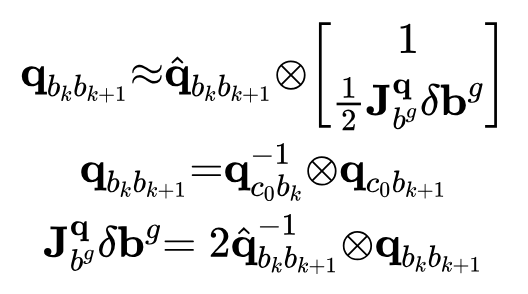 𝐪_{b_k b_{k+1}} ≈ 𝐪̂_{b_k b_{k+1}} ⊗ [1; ½ 𝐉^𝐪_{b^g} δ𝐛^g]
𝐪_{b_k b_{k+1}} = 𝐪^{-1}_{c_0 b_k} ⊗ 𝐪_{c_0 b_{k+1}}
𝐉^𝐪_{b^g} δ𝐛^g = 2𝐪̂^{-1}_{b_k b_{k+1}} ⊗ 𝐪_{b_k b_{k+1}}